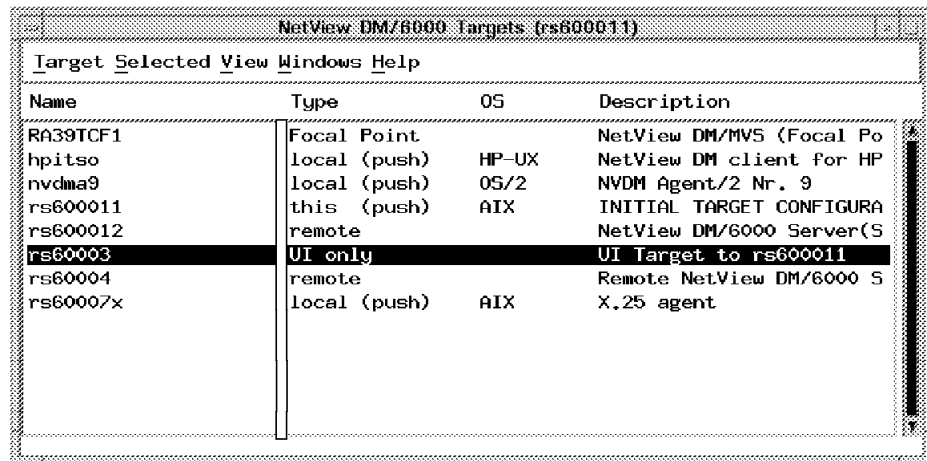 NetView DM/6000 Targets (rs600011)
Target Selected View Windows Help
Name Type OS Description
RA39TCF1 Focal Point NetView DM/MVS (Focal Po
hpitso local (push) HP-UX NetView DM client for HP
nvdma9 local (push) OS/2 NVDM Agent/2 Nr. 9
rs600011 this (push) AIX INITIAL TARGET CONFIGURA
rs600012 remote NetView DM/6000 Server(S
rs60003 UI only UI Target to rs600011
rs60004 remote Remote NetView DM/6000 S
rs60007x local (push) AIX X.25 agent